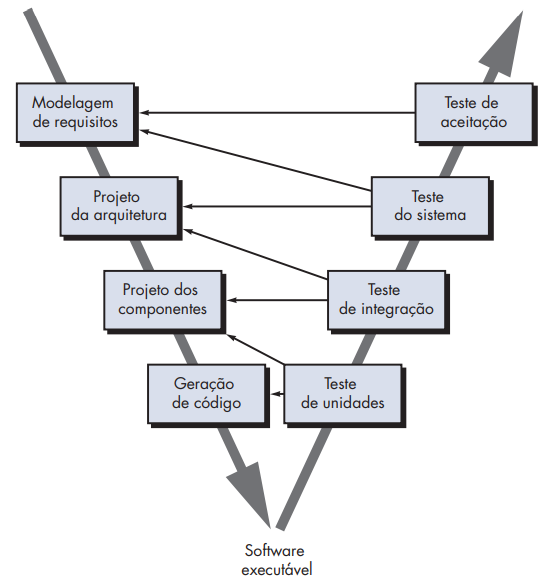 Modelagem
de requisitos
Teste de
aceitação
Projeto
da arquitetura
Teste
do sistema
Projeto dos
componentes
Teste
de integração
Geração
de código
Teste
de unidades
Software
executável